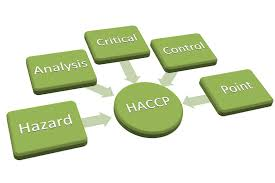 Hazard
Analysis
Critical
Control
Point
HACCP